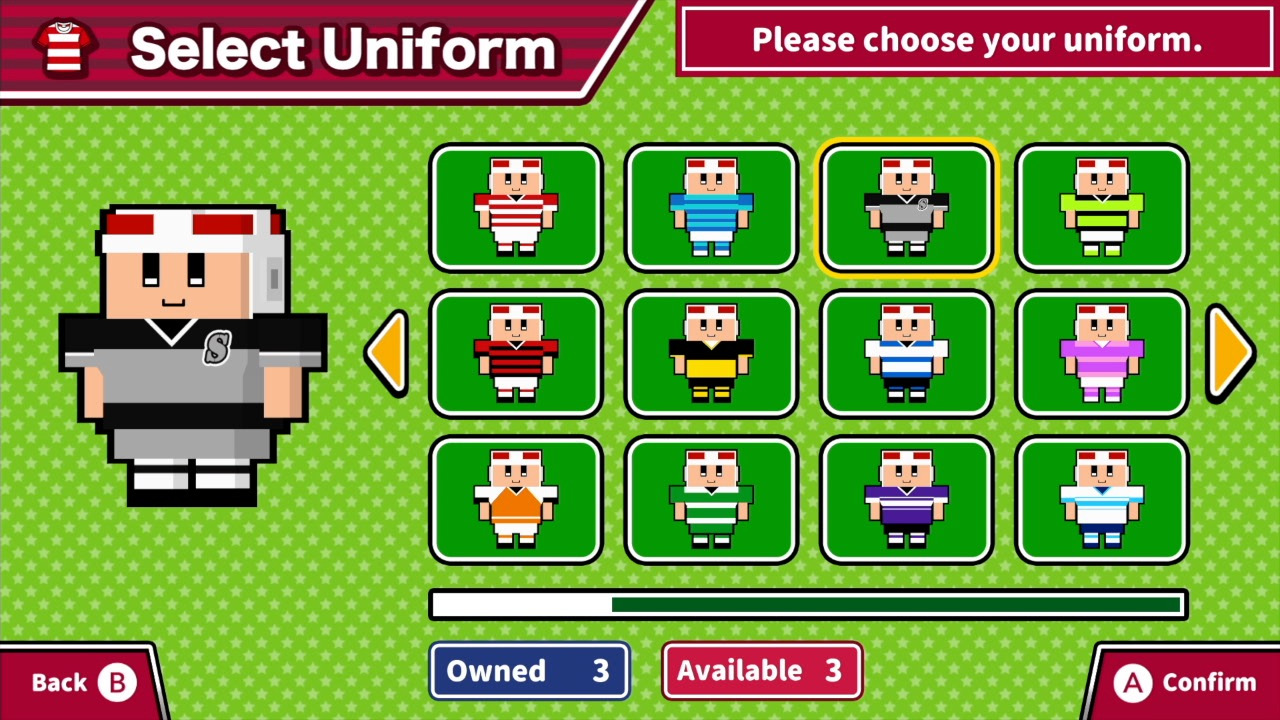 Select Uniform
Please choose your uniform.
S
Owned 3
Available 3
Back B
A Confirm